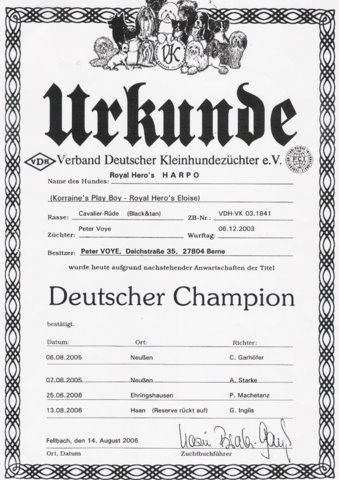 VK
Urkunde
VDH Verband Deutscher Kleinhundezüchter e.V. FCI
Royal Hero's H A R P O
Name des Hundes:
(Korraine's Play Boy - Royal Hero's Eloise)
Rasse: Cavalier-Rüde (Black&tan) ZB-Nr.: VDH-VK 03.1841
Züchter: Peter Voye Wurftag: 06.12.2003
Besitzer: Peter VOYE, Deichstraße 35, 27804 Berne
wurde heute aufgrund nachstehender Anwartschaften der Titel
Deutscher Champion
bestätigt.
Datum: Ort: Richter:
06.08.2005 Neußen C. Garhöfer
07.08.2005 Neußen A. Starke
25.06.2006 Ehringshausen P. Machetanz
13.08.2006 Haan (Reserve rückt auf) G. Inglis
Fellbach, den 14. August 2006
Ort, Datum Zuchtbuchführer